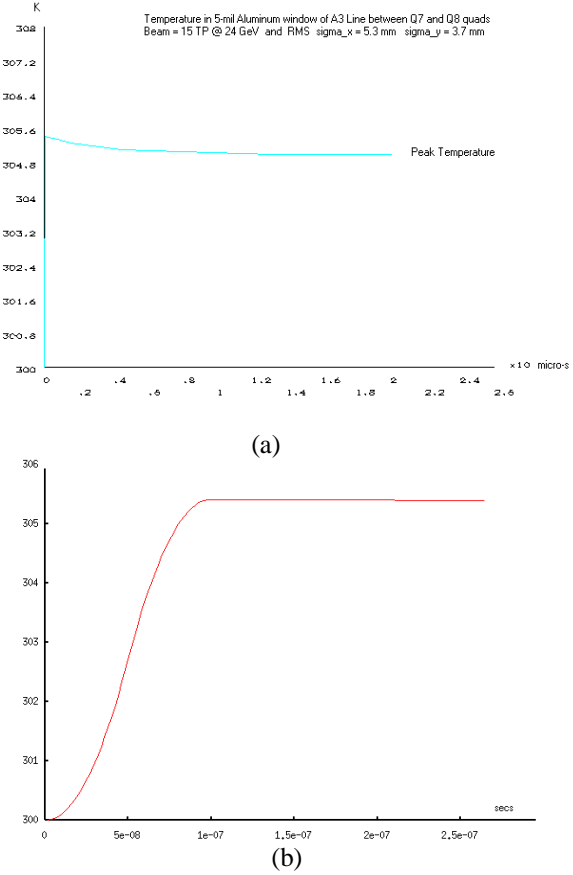 K
Temperature in 5-mil Aluminum window of A3 Line between Q7 and Q8 quads
Beam = 15 TP @ 24 GeV and RMS sigma_x = 5.3 mm sigma_y = 3.7 mm
308
307.2
306.4
305.6
304.8
304
303.2
302.4
301.6
300.8
300
Peak Temperature
0 .4 .8 1.2 1.6 2 2.4
.2 .6 1 1.4 1.8 2.2 2.6
×10 micro-s
(a)
306
305
304
303
302
301
300
secs
0 5e-08 1e-07 1.5e-07 2e-07 2.5e-07
(b)